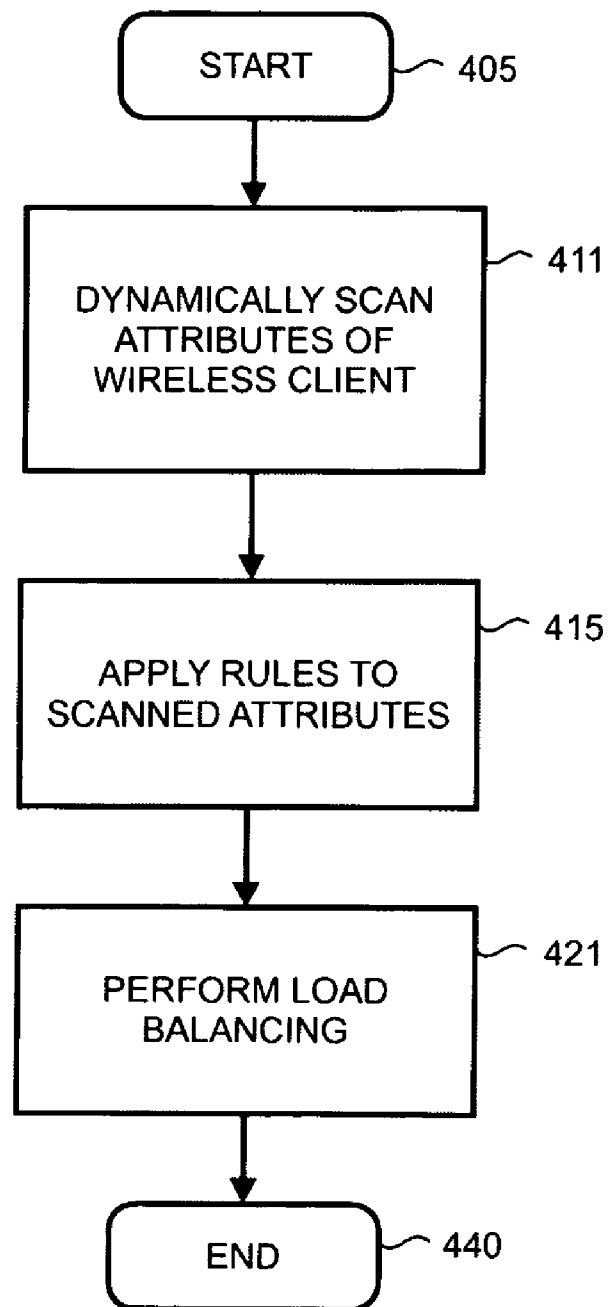 START
405
411
DYNAMICALLY SCAN
ATTRIBUTES OF
WIRELESS CLIENT
415
APPLY RULES TO
SCANNED ATTRIBUTES
421
PERFORM LOAD
BALANCING
END
440